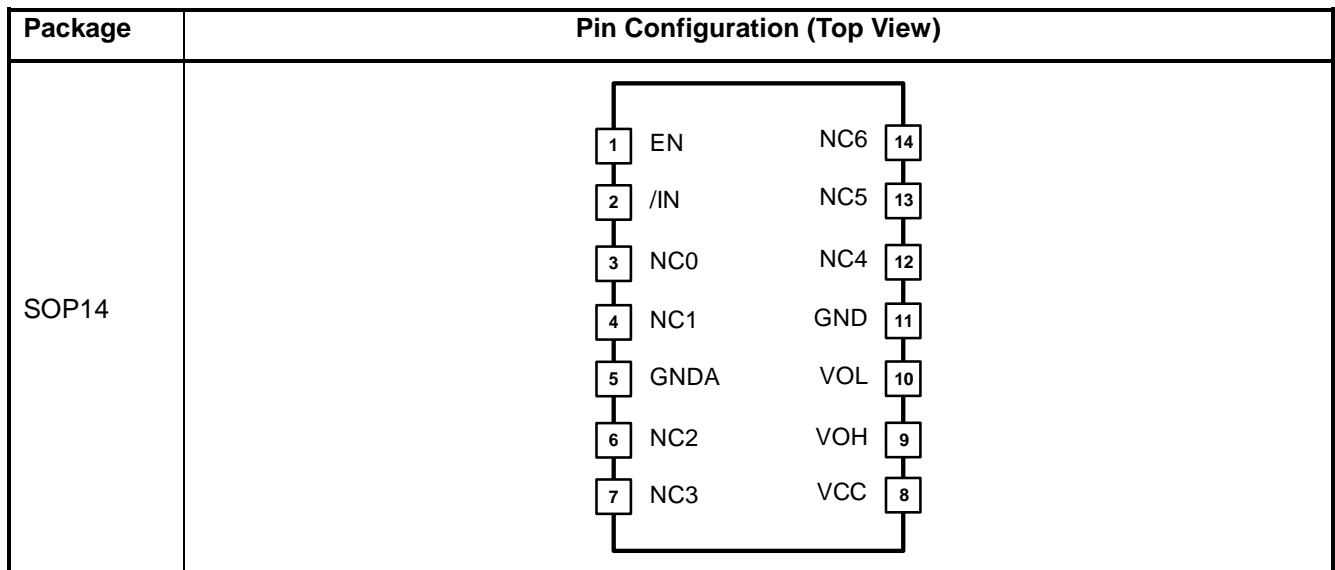 Package Pin Configuration (Top View)
SOP14
1 EN NC6 14
2 /IN NC5 13
3 NC0 NC4 12
4 NC1 GND 11
5 GNDA VOL 10
6 NC2 VOH 9
7 NC3 VCC 8